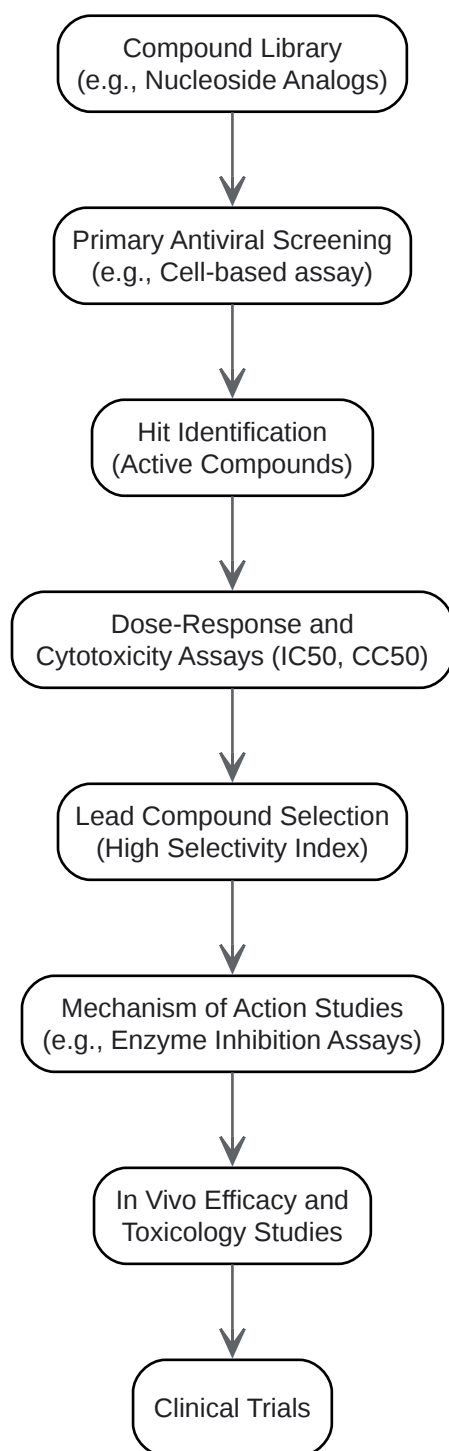 Compound Library
(e.g., Nucleoside Analogs)
Primary Antiviral Screening
(e.g., Cell-based assay)
Hit Identification
(Active Compounds)
Dose-Response and
Cytotoxicity Assays (IC50, CC50)
Lead Compound Selection
(High Selectivity Index)
Mechanism of Action Studies
(e.g., Enzyme Inhibition Assays)
In Vivo Efficacy and
Toxicology Studies
Clinical Trials